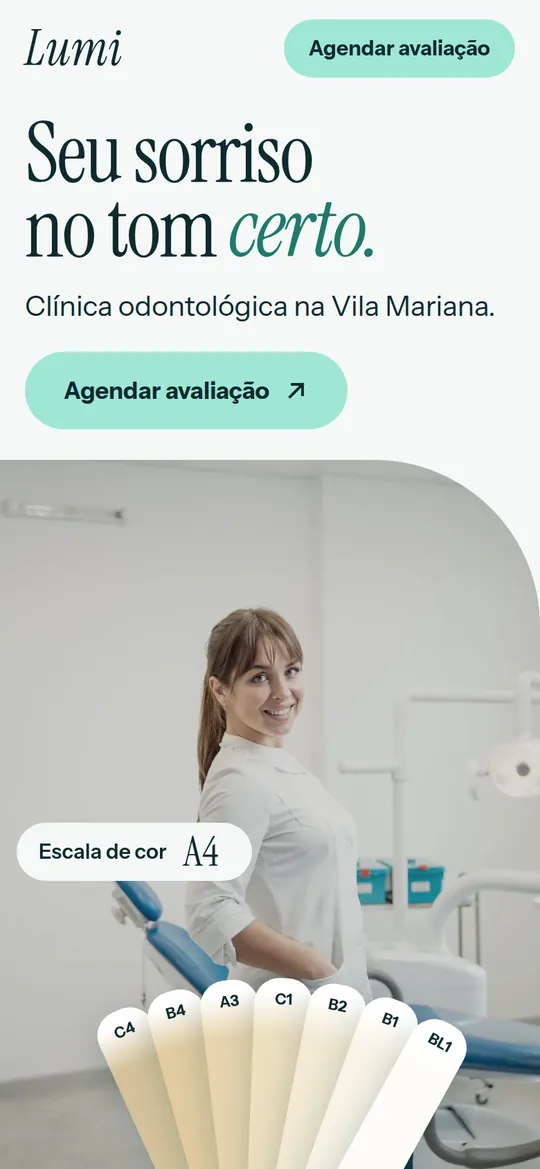 Lumi
Agendar avaliação
Seu sorriso
no tom certo.
Clínica odontológica na Vila Mariana.
Agendar avaliação
Escala de cor A4
C4 B4 A3 C1 B2 B1 BL1